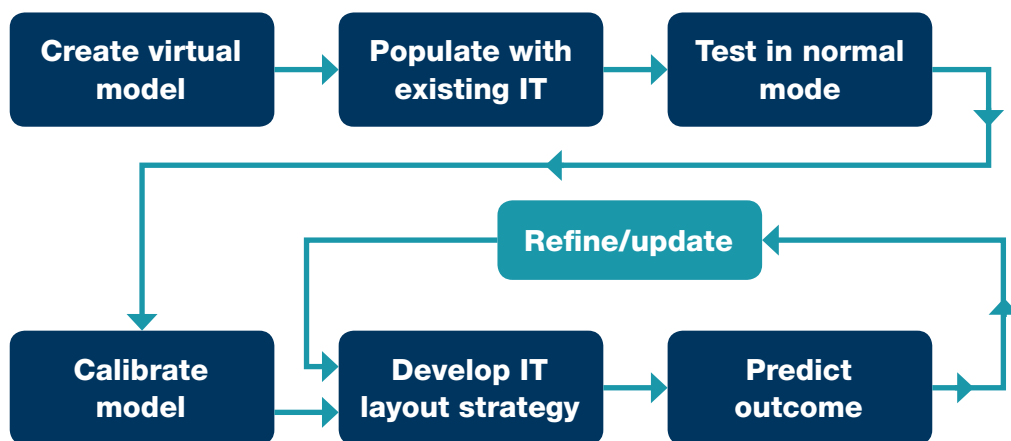 Create virtual
model
Populate with
existing IT
Test in normal
mode
Refine/update
Calibrate
model
Develop IT
layout strategy
Predict
outcome